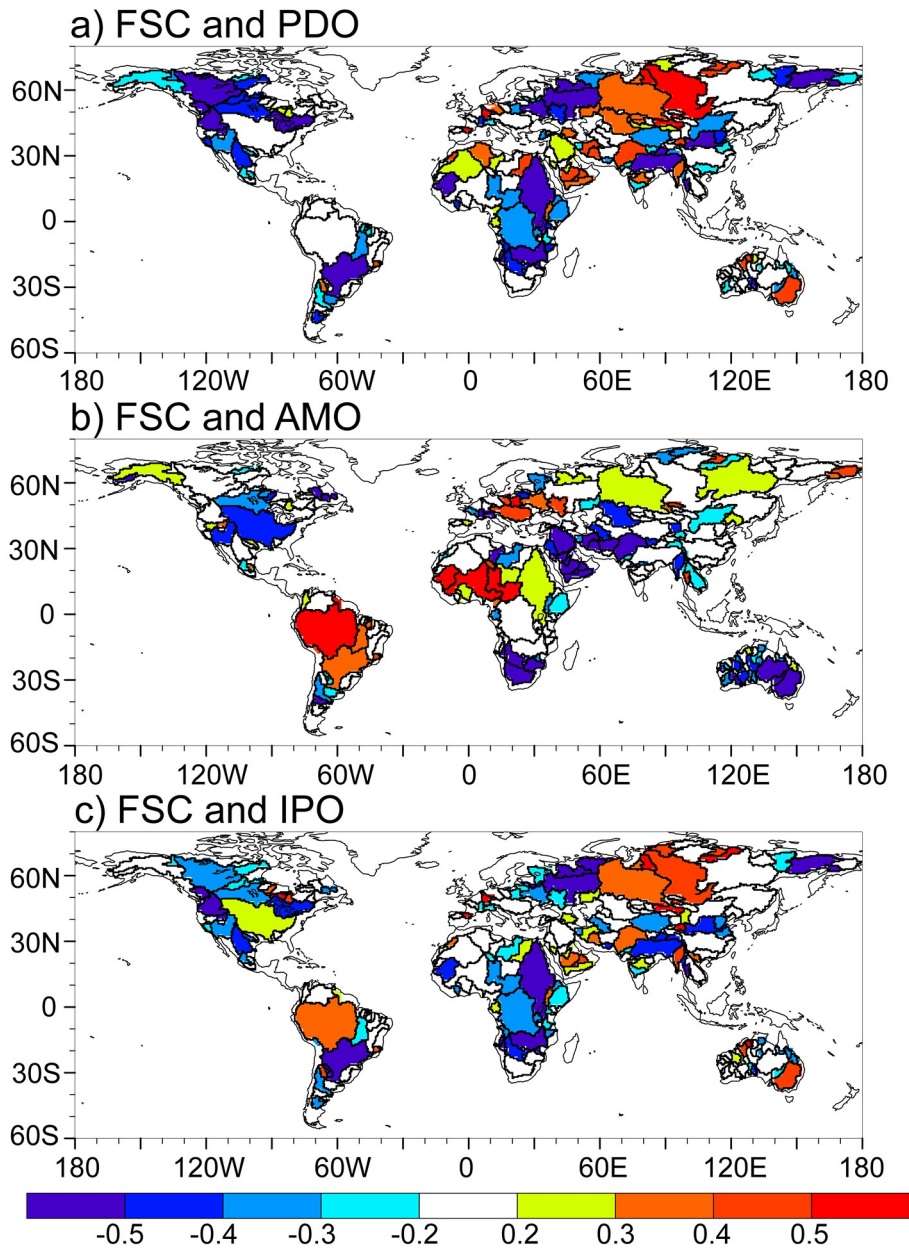 a) FSC and PDO
60N
30N
0
30S
60S
180 120W 60W 0 60E 120E 180
b) FSC and AMO
60N
30N
0
30S
60S
180 120W 60W 0 60E 120E 180
c) FSC and IPO
60N
30N
0
30S
60S
180 120W 60W 0 60E 120E 180
-0.5 -0.4 -0.3 -0.2 0.2 0.3 0.4 0.5